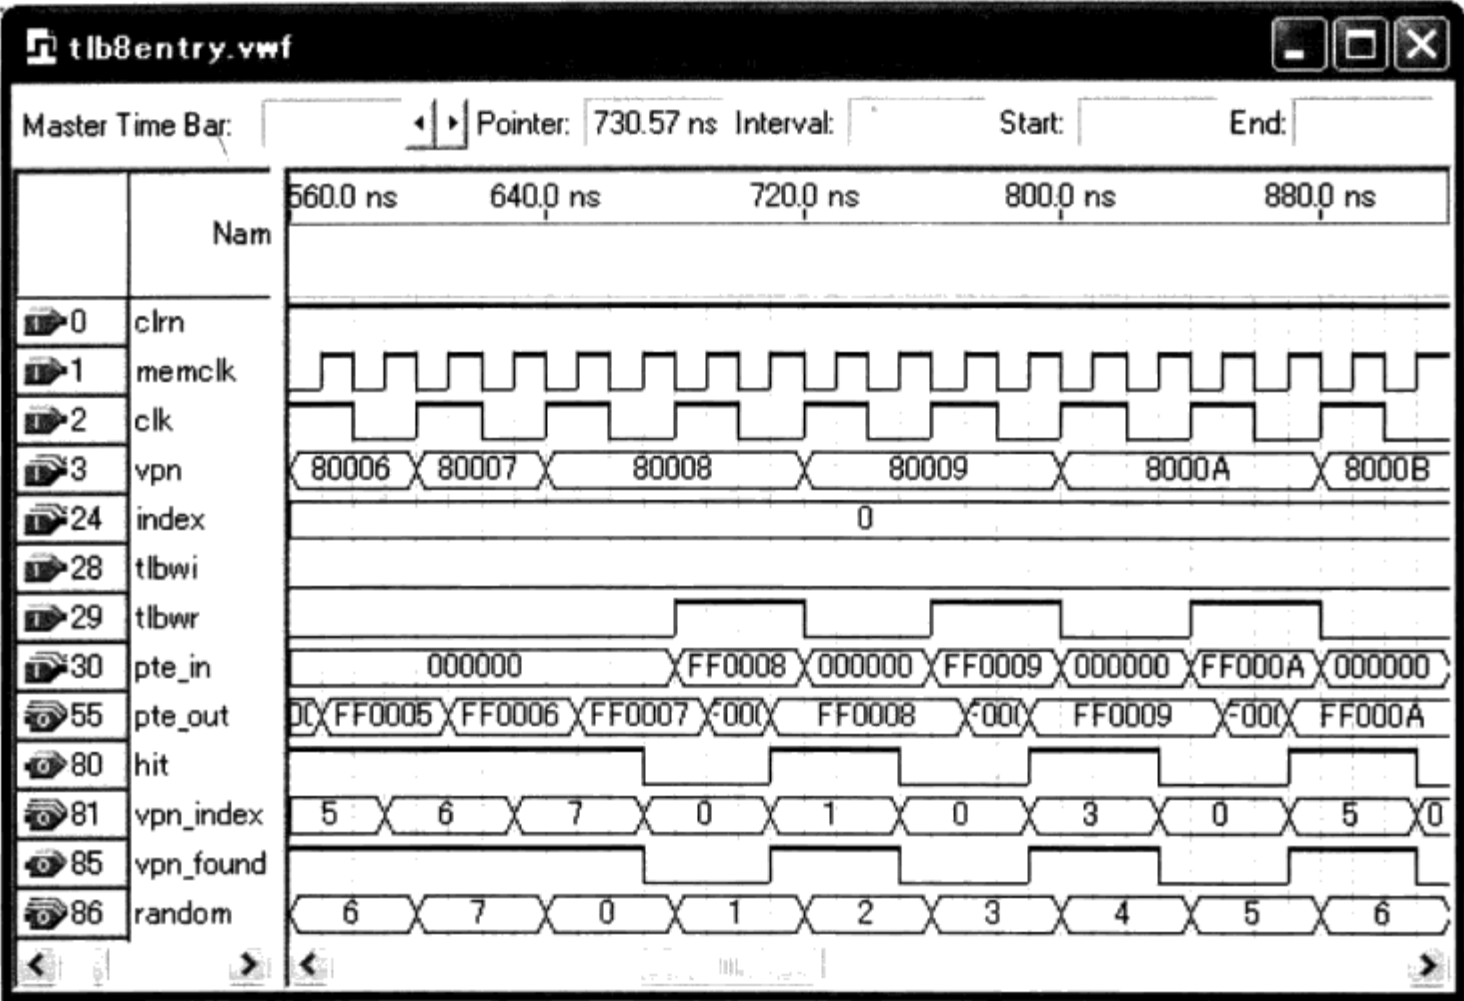 tlb8entry.vwf
Master Time Bar: Pointer: 730.57 ns Interval: Start: End:
560.0 ns 640.0 ns 720.0 ns 800.0 ns 880.0 ns
Nam
0 clrn
1 memclk
2 clk
3 vpn 80006 80007 80008 80009 8000A 8000B
24 index 0
28 tlbwi
29 tlbwr
30 pte_in 000000 FF0008 000000 FF0009 000000 FF000A 000000
55 pte_out FF0005 FF0006 FF0007 FF0008 FF0009 FF000A
80 hit
81 vpn_index 5 6 7 0 1 0 3 0 5 0
85 vpn_found
86 random 6 7 0 1 2 3 4 5 6